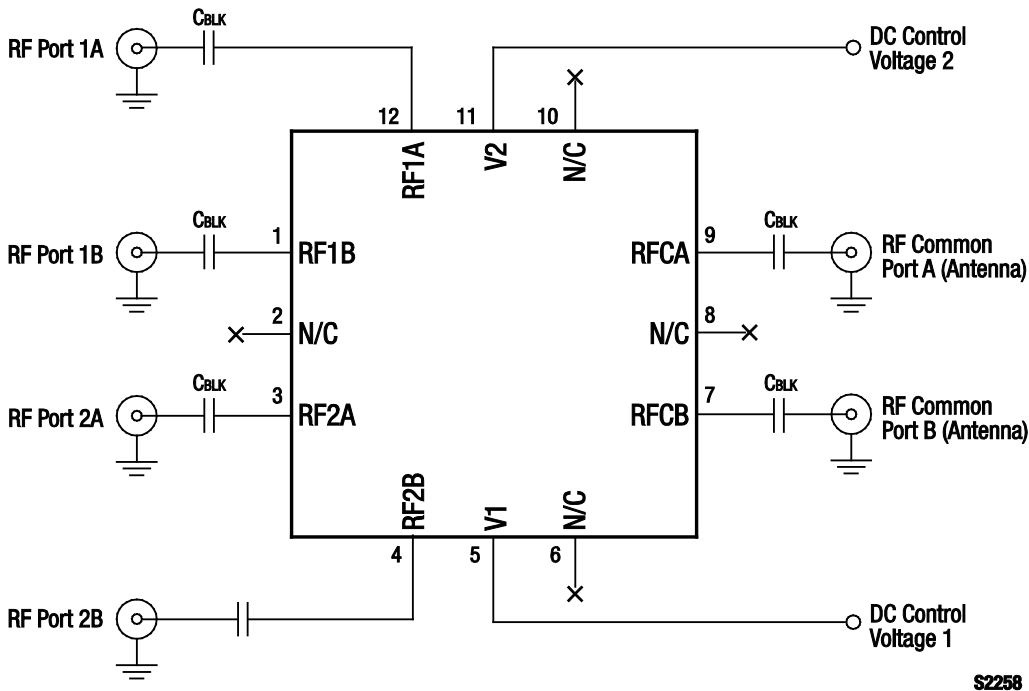 CBLK
RF Port 1A
DC Control
Voltage 2
12
11
10
RF1A
V2
N/C
CBLK
RF Port 1B
1
RF1B
RFCA
9
CBLK
RF Common
Port A (Antenna)
2
N/C
N/C
8
CBLK
RF Port 2A
3
RF2A
RFCB
7
CBLK
RF Common
Port B (Antenna)
RF2B
V1
N/C
4
5
6
RF Port 2B
DC Control
Voltage 1
S2258